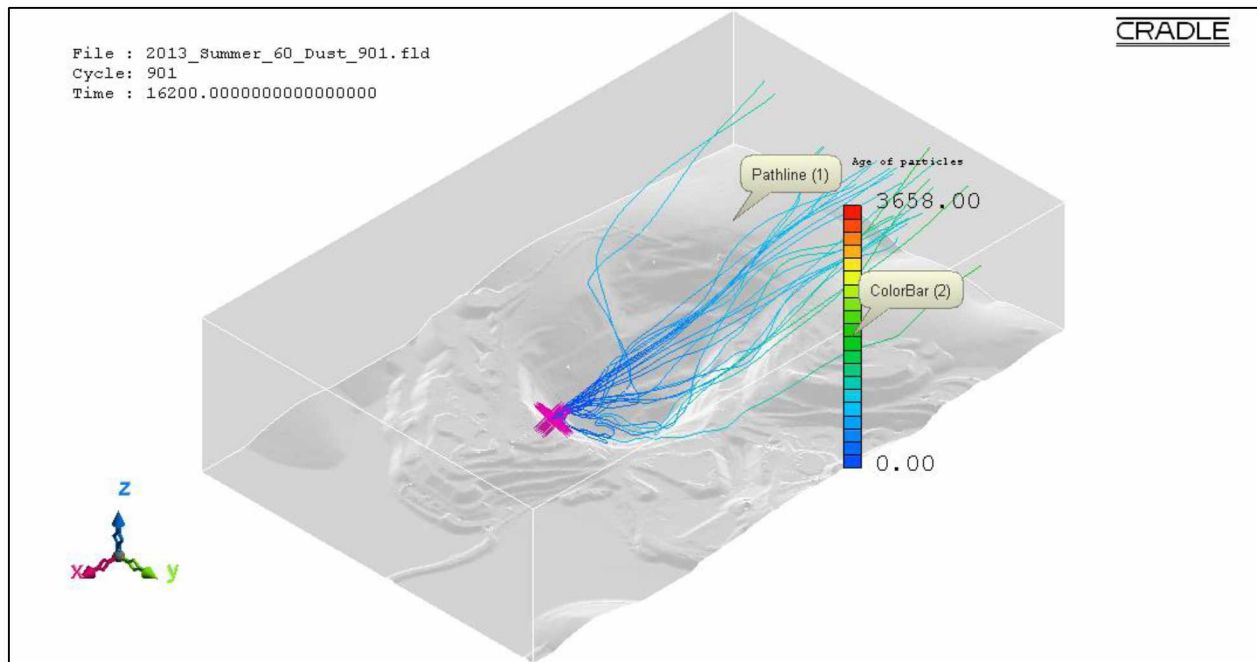 File : 2013_Summer_60_Dust_901.fld
Cycle: 901
Time : 16200.0000000000000000
CRADLE
Age of particles
Pathline (1)
3658.00
ColorBar (2)
0.00
z
x
y